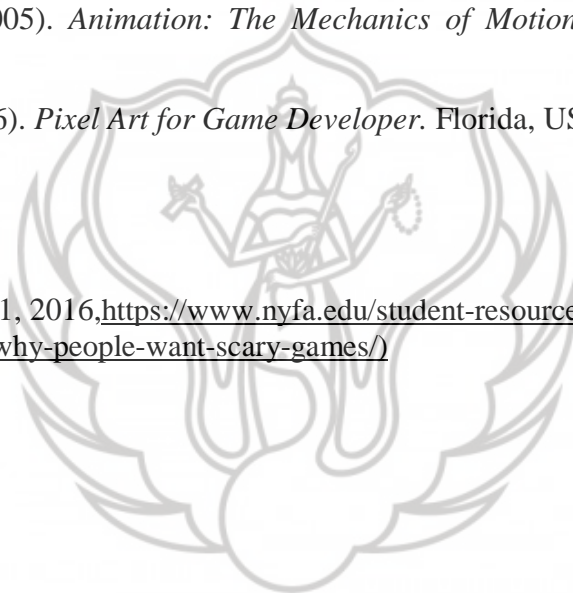 005). Animation: The Mechanics of Motion
6). Pixel Art for Game Developer. Florida, US
1, 2016,https://www.nyfa.edu/student-resource
why-people-want-scary-games/)